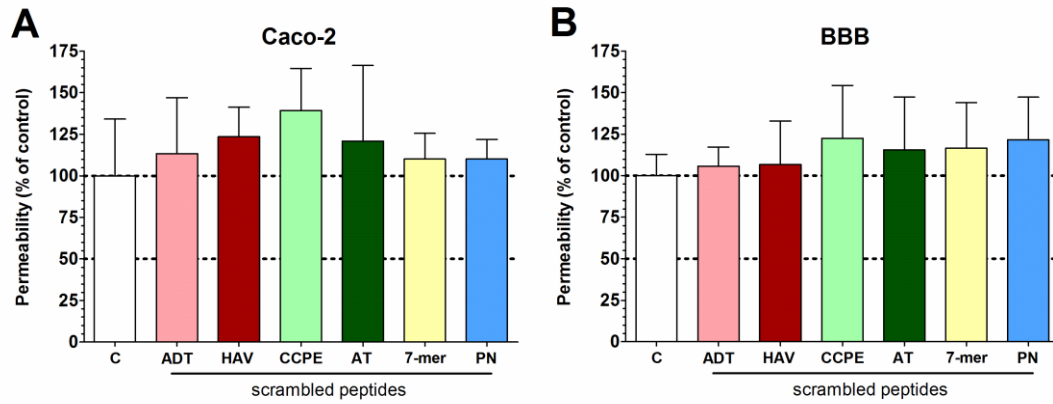 A
Caco-2
Permeability (% of control)
175
150
125
100
75
50
25
0
C ADT HAV CCPE AT 7-mer PN
scrambled peptides
B
BBB
Permeability (% of control)
175
150
125
100
75
50
25
0
C ADT HAV CCPE AT 7-mer PN
scrambled peptides